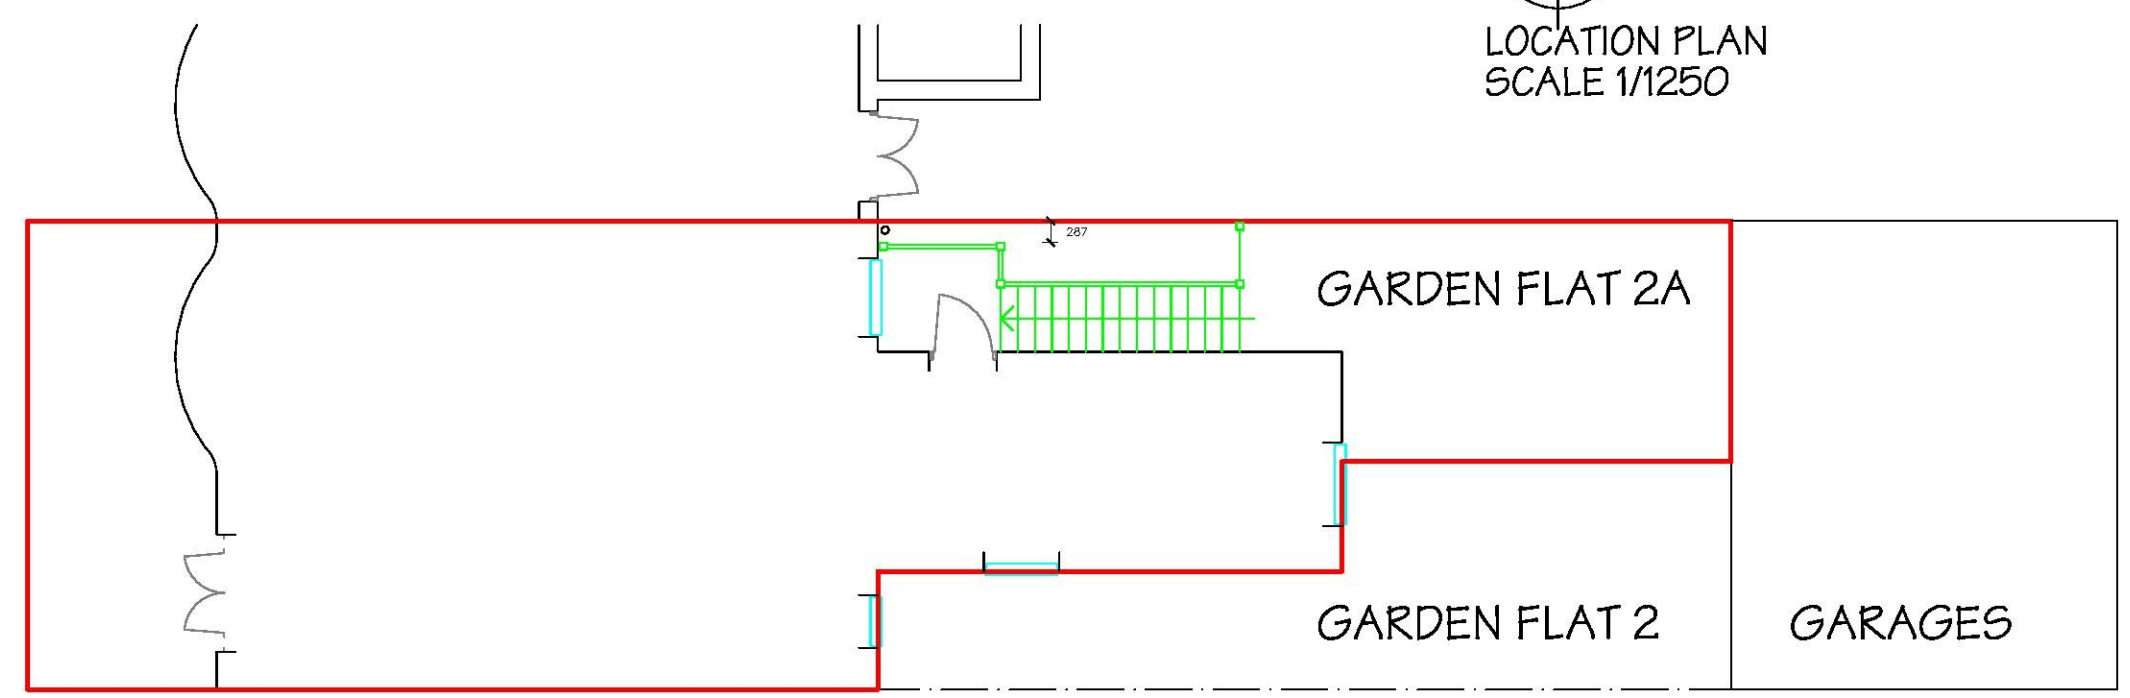 LOCATION PLAN
SCALE 1/1250
287
GARDEN FLAT 2A
GARDEN FLAT 2
GARAGES